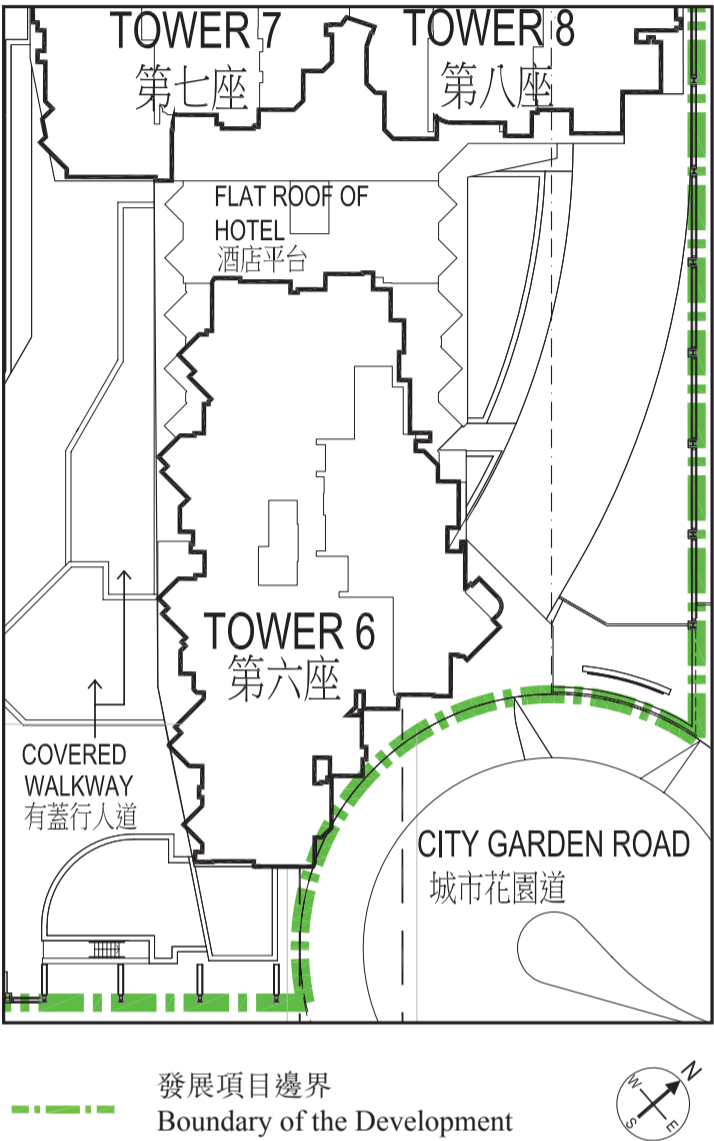 TOWER 7
第七座
TOWER 8
第八座
FLAT ROOF OF
HOTEL
酒店平台
TOWER 6
第六座
COVERED
WALKWAY
有蓋行人道
CITY GARDEN ROAD
城市花園道
發展項目邊界
Boundary of the Development
N
W
S
E